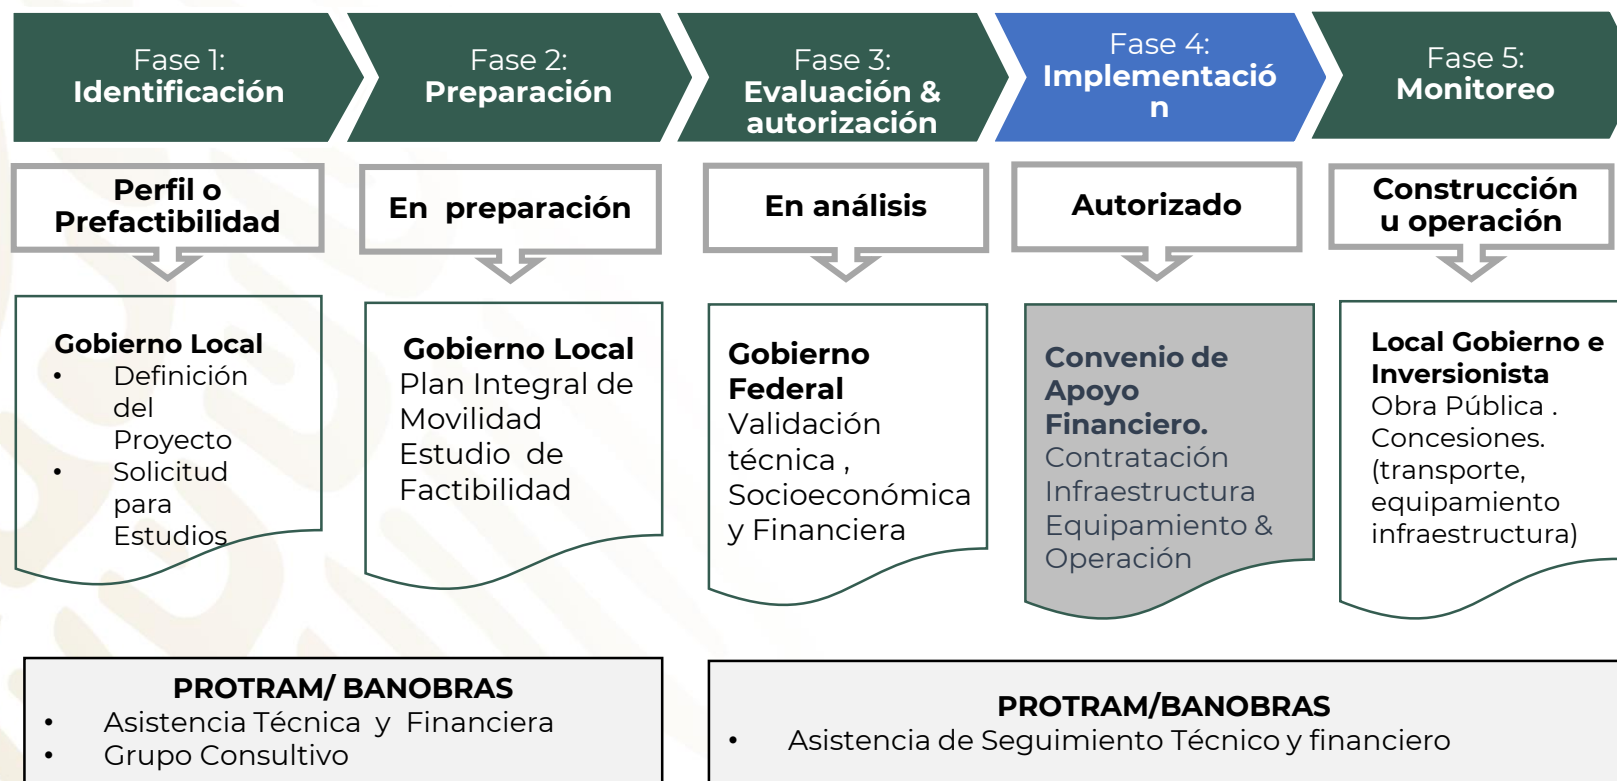 Fase 1:
Identificación
Fase 2:
Preparación
Fase 3:
Evaluación &
autorización
Fase 4:
Implementació
n
Fase 5:
Monitoreo
Perfil o
Prefactibilidad
En preparación
En análisis
Autorizado
Construcción
u operación
Gobierno Local
• Definición
del
Proyecto
• Solicitud
para
Estudios
Gobierno Local
Plan Integral de
Movilidad
Estudio de
Factibilidad
Gobierno
Federal
Validación
técnica ,
Socioeconómica
y Financiera
Convenio de
Apoyo
Financiero.
Contratación
Infraestructura
Equipamiento &
Operación
Local Gobierno e
Inversionista
Obra Pública .
Concesiones.
(transporte,
equipamiento
infraestructura)
PROTRAM/ BANOBRAS
• Asistencia Técnica y Financiera
• Grupo Consultivo
PROTRAM/BANOBRAS
• Asistencia de Seguimiento Técnico y financiero